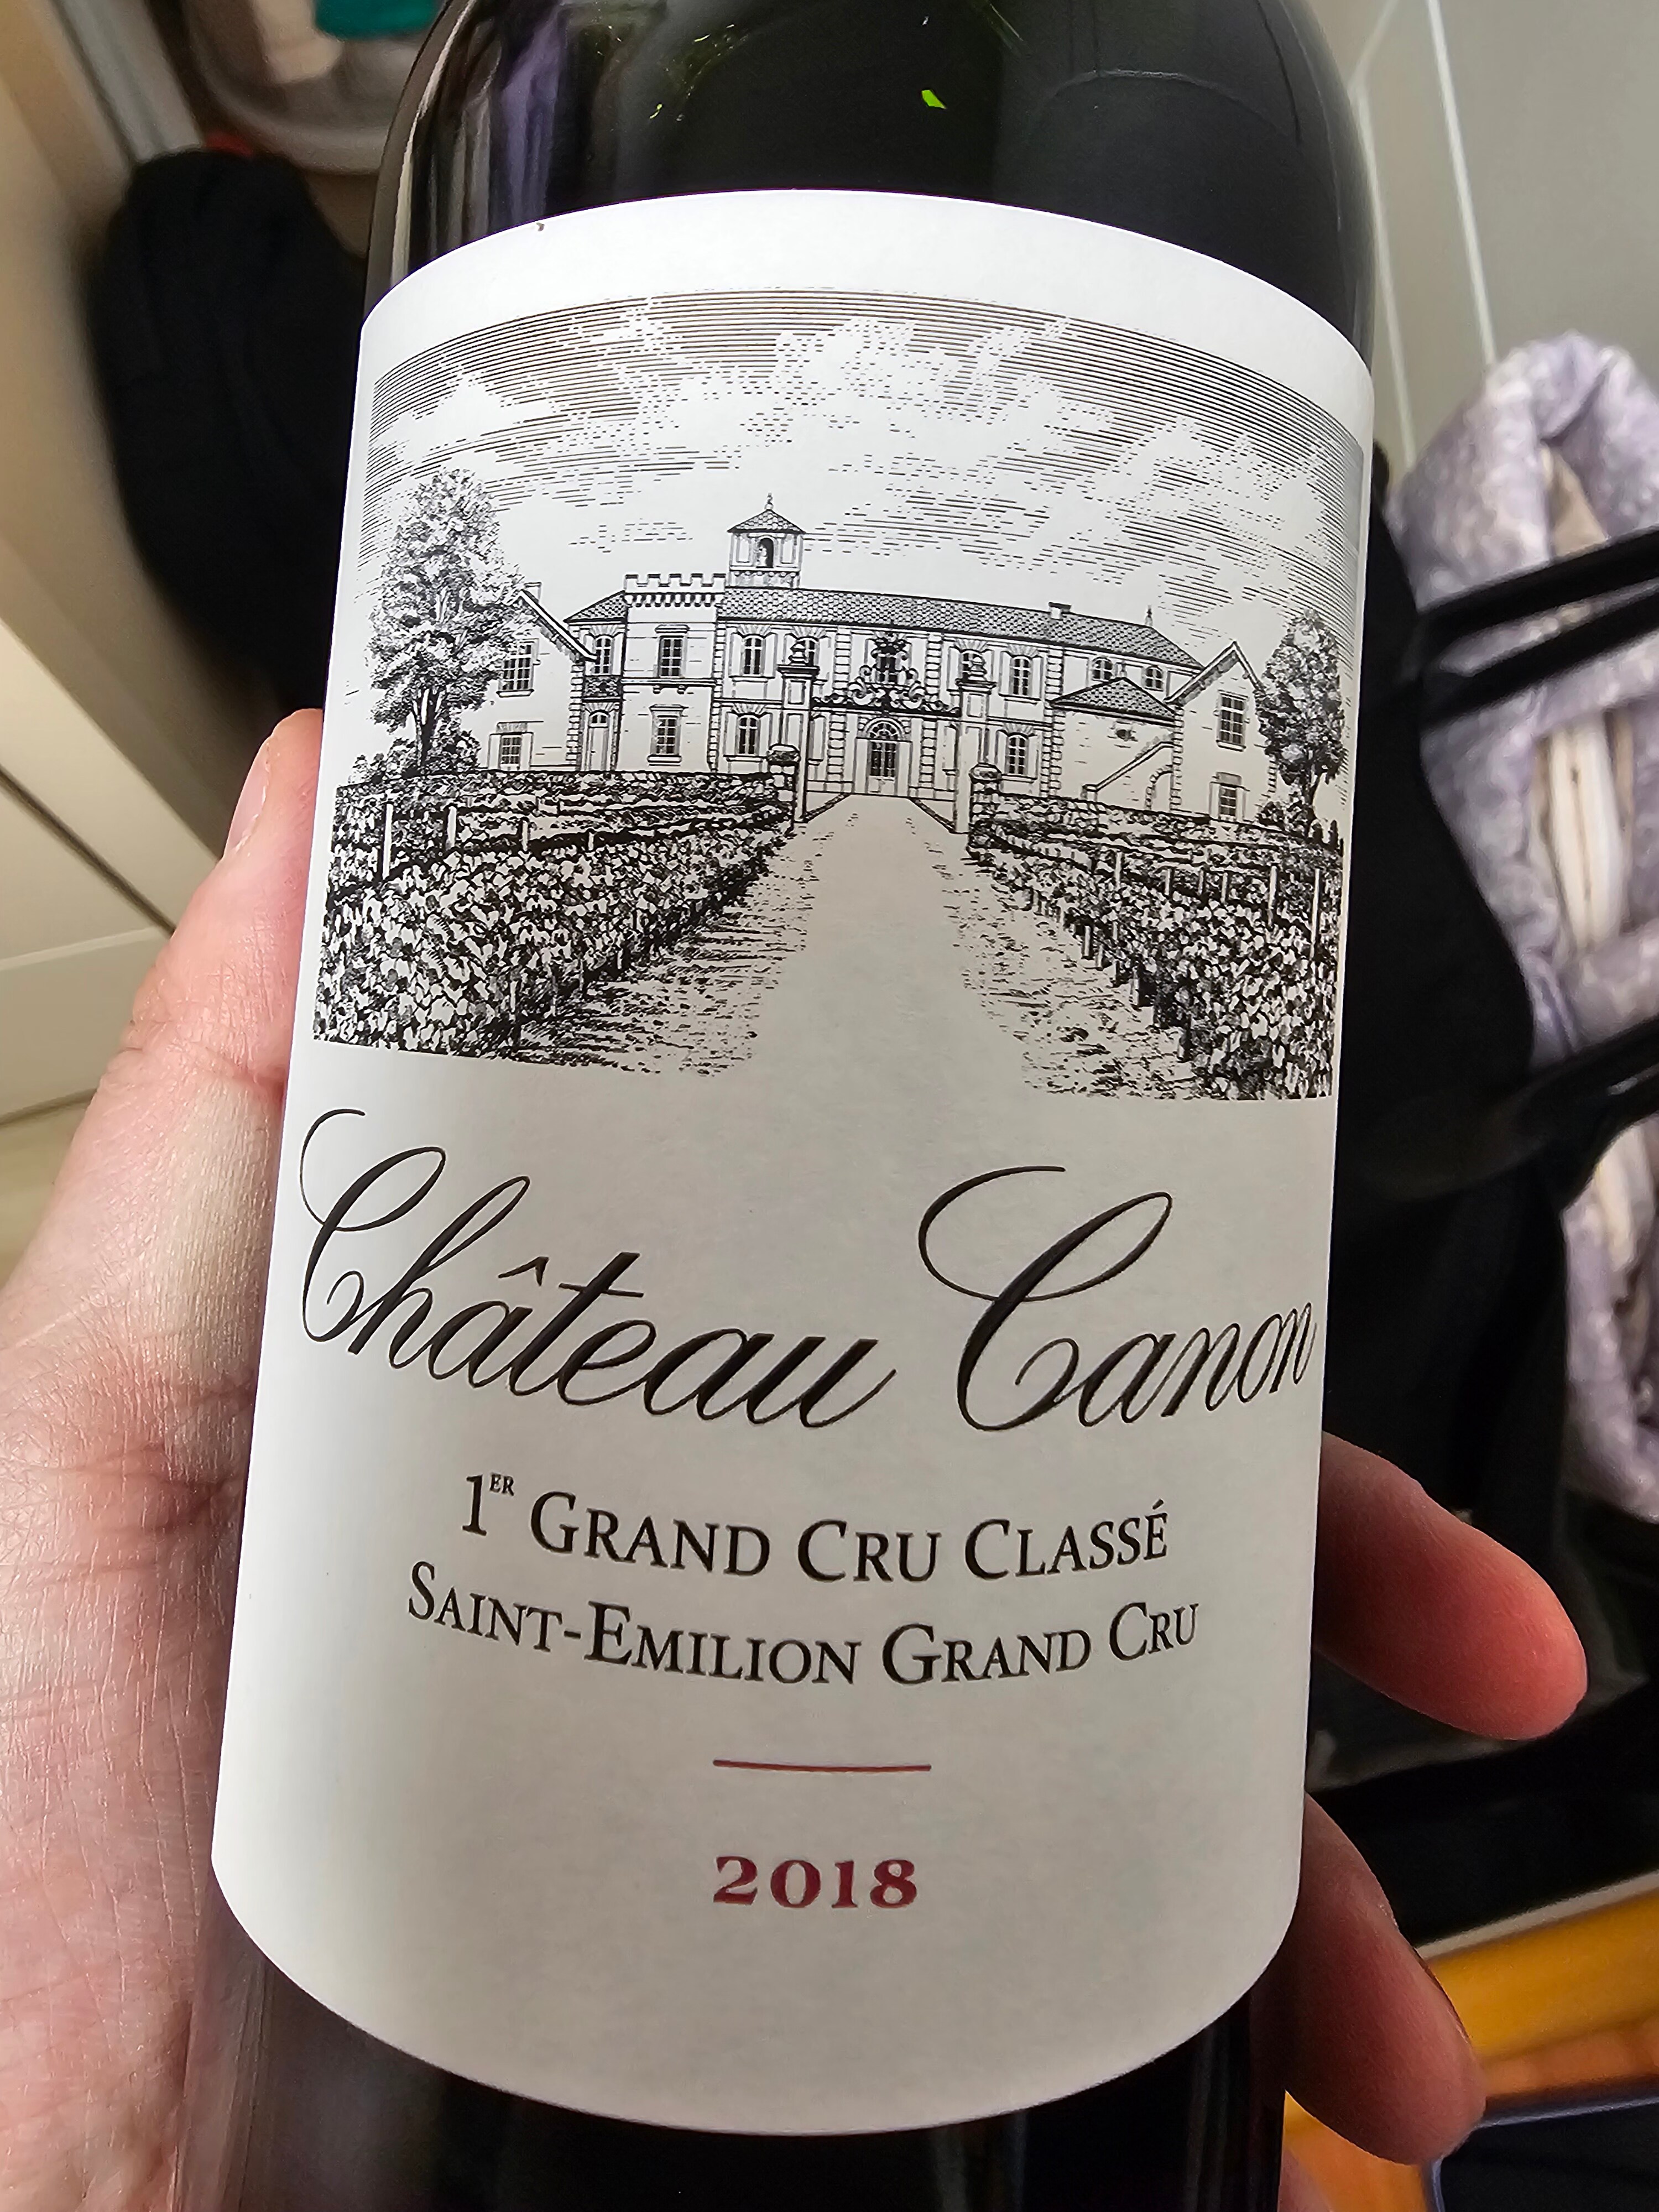 Château Canon
1ER GRAND CRU CLASSÉ
SAINT-EMILION GRAND CRU
2018